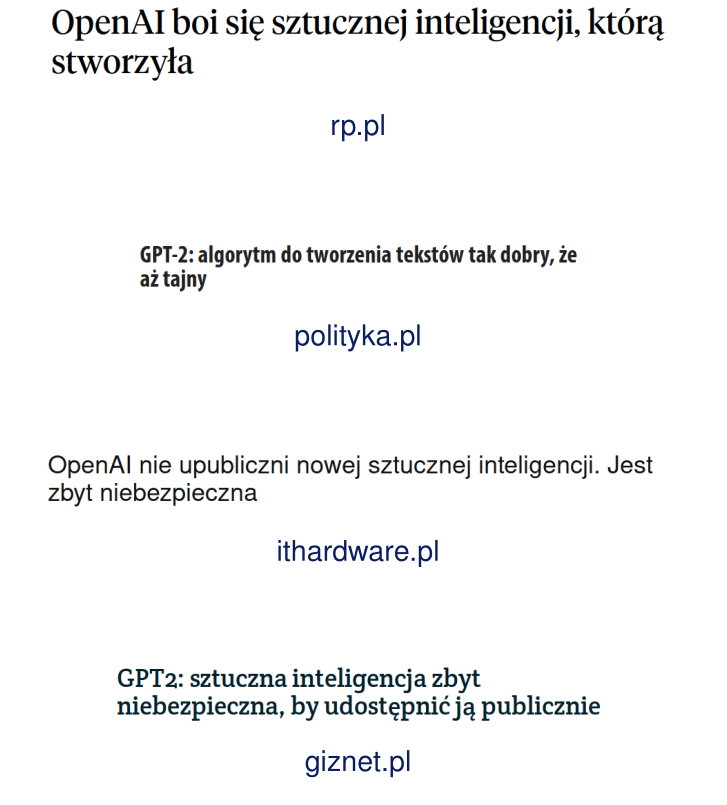 OpenAI boi się sztucznej inteligencji, którą
stworzyła
rp.pl
GPT-2: algorytm do tworzenia tekstów tak dobry, że
aż tajny
polityka.pl
OpenAI nie upubliczni nowej sztucznej inteligencji. Jest
zbyt niebezpieczna
ithardware.pl
GPT2: sztuczna inteligencja zbyt
niebezpieczna, by udostępnić ją publicznie
giznet.pl